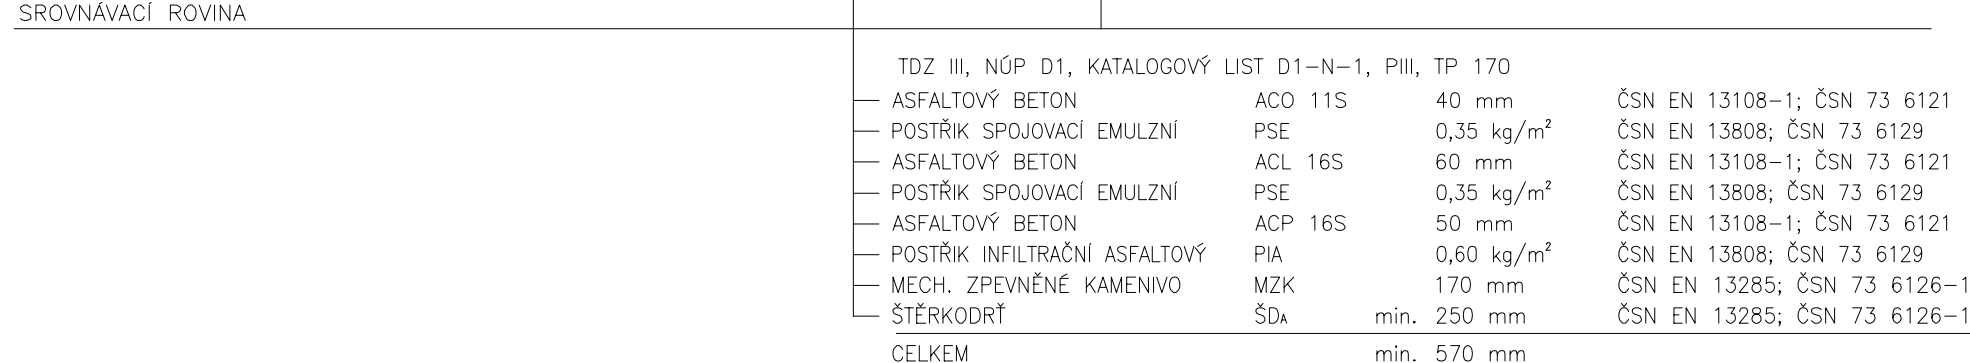 SROVNÁVACÍ ROVINA
TDZ III, NÚP D1, KATALOGOVÝ LIST D1-N-1, PIII, TP 170
ASFALTOVÝ BETON ACO 11S 40 mm ČSN EN 13108-1; ČSN 73 6121
POSTŘIK SPOJOVACÍ EMULZNÍ PSE 0,35 kg/m² ČSN EN 13808; ČSN 73 6129
ASFALTOVÝ BETON ACL 16S 60 mm ČSN EN 13108-1; ČSN 73 6121
POSTŘIK SPOJOVACÍ EMULZNÍ PSE 0,35 kg/m² ČSN EN 13808; ČSN 73 6129
ASFALTOVÝ BETON ACP 16S 50 mm ČSN EN 13108-1; ČSN 73 6121
POSTŘIK INFILTRAČNÍ ASFALTOVÝ PIA 0,60 kg/m² ČSN EN 13808; ČSN 73 6129
MECH. ZPEVNĚNÉ KAMENIVO MZK 170 mm ČSN EN 13285; ČSN 73 6126-1
ŠTĚRKODRŤ ŠDA min. 250 mm ČSN EN 13285; ČSN 73 6126-1
CELKEM min. 570 mm